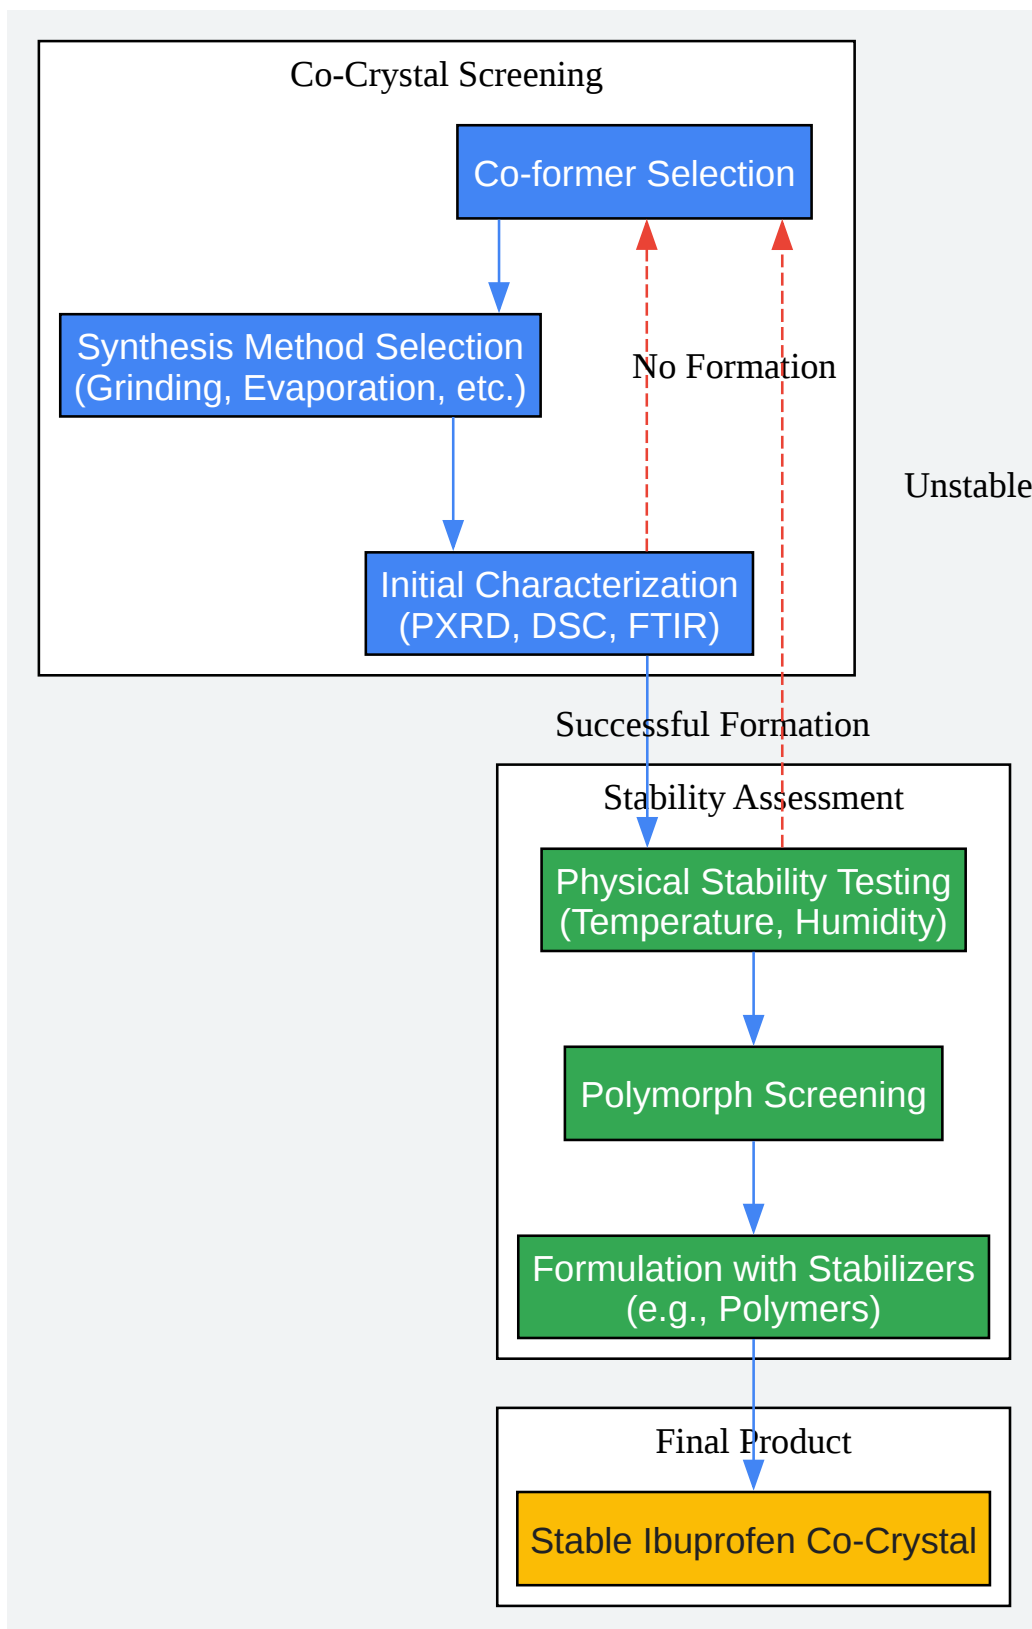 Co-Crystal Screening
Co-former Selection
Synthesis Method Selection
(Grinding, Evaporation, etc.)
No Formation
Unstable
Initial Characterization
(PXRD, DSC, FTIR)
Successful Formation
Stability Assessment
Physical Stability Testing
(Temperature, Humidity)
Polymorph Screening
Formulation with Stabilizers
(e.g., Polymers)
Final Product
Stable Ibuprofen Co-Crystal